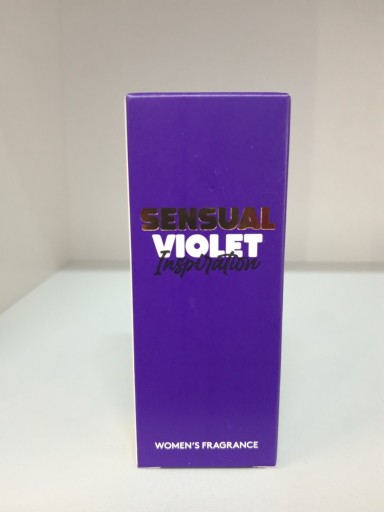 SENSUAL
VIOLET
Inspiration
WOMEN'S FRAGRANCE